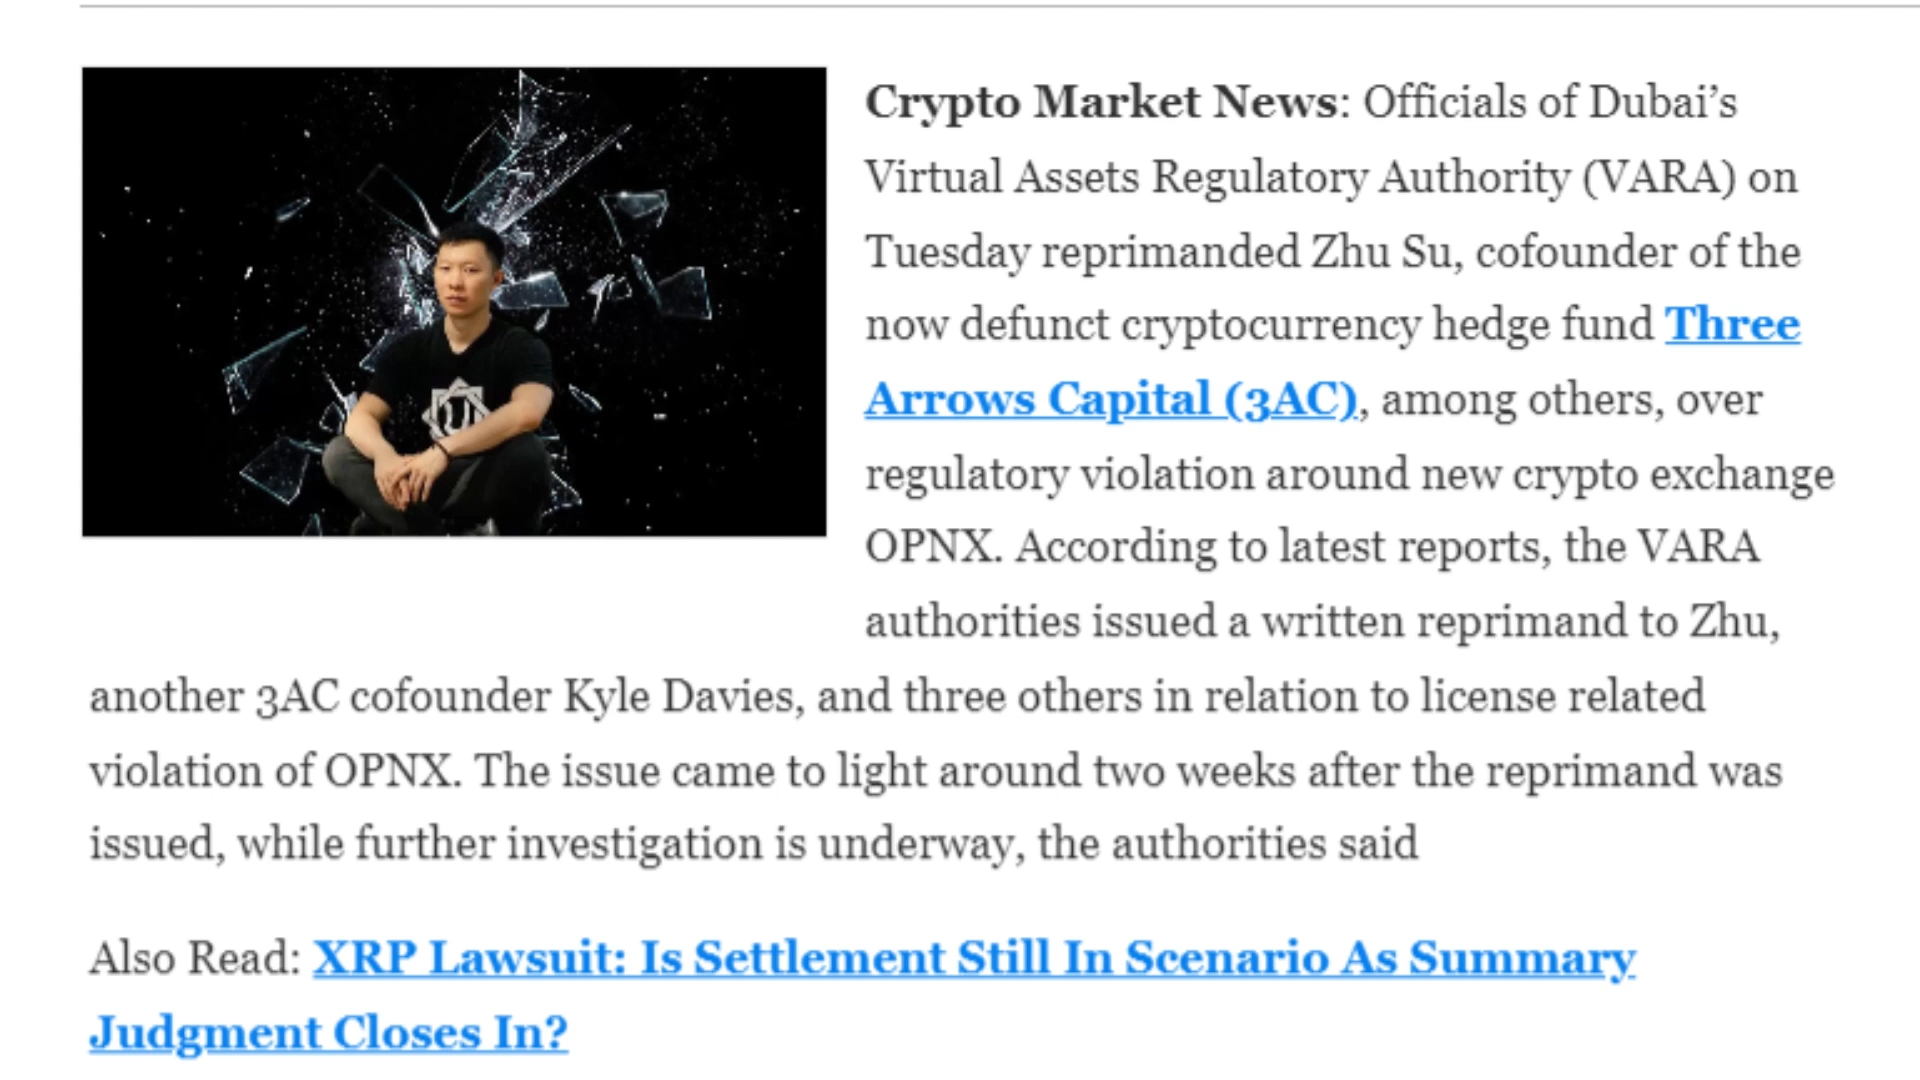 Crypto Market News: Officials of Dubai’s
Virtual Assets Regulatory Authority (VARA) on
Tuesday reprimanded Zhu Su, cofounder of the
now defunct cryptocurrency hedge fund Three
Arrows Capital (3AC), among others, over
regulatory violation around new crypto exchange
OPNX. According to latest reports, the VARA
authorities issued a written reprimand to Zhu,
another 3AC cofounder Kyle Davies, and three others in relation to license related
violation of OPNX. The issue came to light around two weeks after the reprimand was
issued, while further investigation is underway, the authorities said
Also Read: XRP Lawsuit: Is Settlement Still In Scenario As Summary
Judgment Closes In?